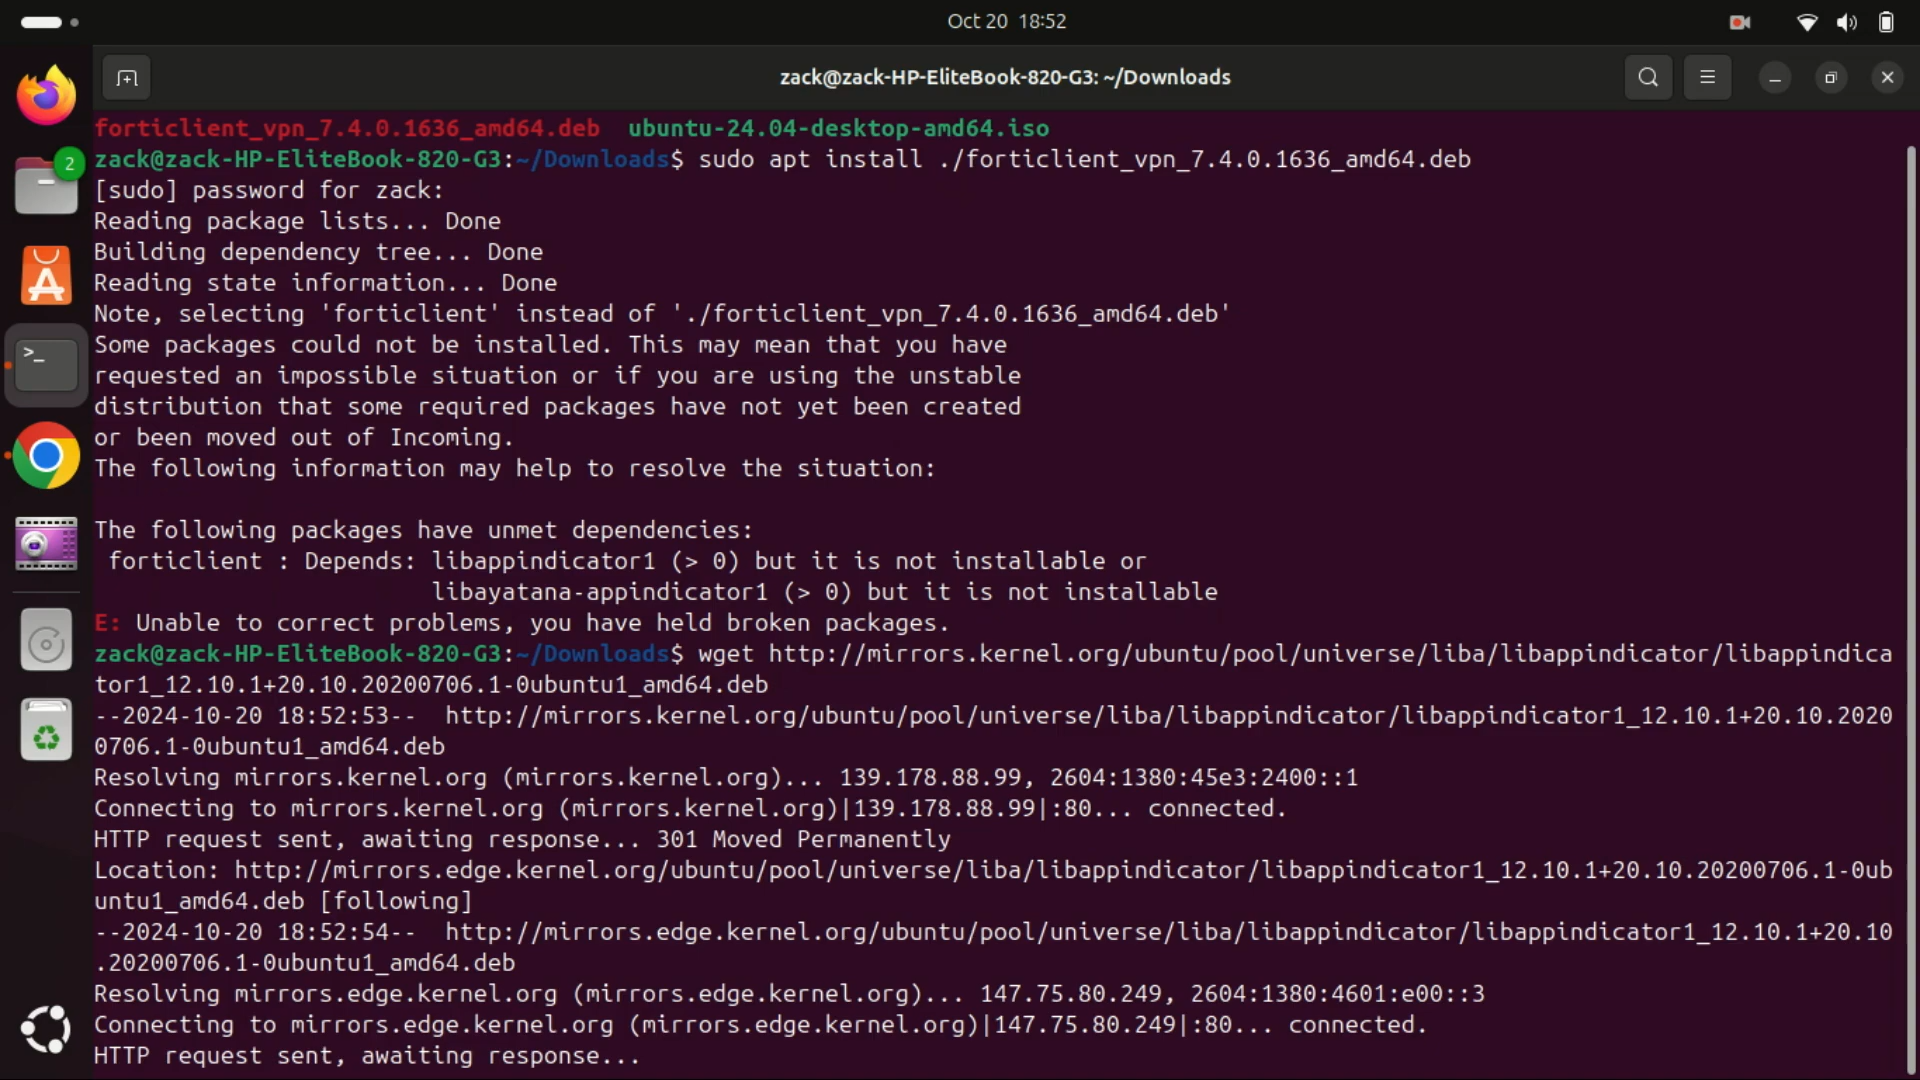 Oct 20 18:52
zack@zack-HP-EliteBook-820-G3: ~/Downloads
2
forticlient_vpn_7.4.0.1636_amd64.deb  ubuntu-24.04-desktop-amd64.iso
zack@zack-HP-EliteBook-820-G3:~/Downloads$ sudo apt install ./forticlient_vpn_7.4.0.1636_amd64.deb
[sudo] password for zack:
Reading package lists... Done
Building dependency tree... Done
Reading state information... Done
Note, selecting 'forticlient' instead of './forticlient_vpn_7.4.0.1636_amd64.deb'
Some packages could not be installed. This may mean that you have
requested an impossible situation or if you are using the unstable
distribution that some required packages have not yet been created
or been moved out of Incoming.
The following information may help to resolve the situation:
The following packages have unmet dependencies:
 forticlient : Depends: libappindicator1 (> 0) but it is not installable or
                        libayatana-appindicator1 (> 0) but it is not installable
E: Unable to correct problems, you have held broken packages.
zack@zack-HP-EliteBook-820-G3:~/Downloads$ wget http://mirrors.kernel.org/ubuntu/pool/universe/liba/libappindicator/libappindica
tor1_12.10.1+20.10.20200706.1-0ubuntu1_amd64.deb
--2024-10-20 18:52:53--  http://mirrors.kernel.org/ubuntu/pool/universe/liba/libappindicator/libappindicator1_12.10.1+20.10.2020
0706.1-0ubuntu1_amd64.deb
Resolving mirrors.kernel.org (mirrors.kernel.org)... 139.178.88.99, 2604:1380:45e3:2400::1
Connecting to mirrors.kernel.org (mirrors.kernel.org)|139.178.88.99|:80... connected.
HTTP request sent, awaiting response... 301 Moved Permanently
Location: http://mirrors.edge.kernel.org/ubuntu/pool/universe/liba/libappindicator/libappindicator1_12.10.1+20.10.20200706.1-0ub
untu1_amd64.deb [following]
--2024-10-20 18:52:54--  http://mirrors.edge.kernel.org/ubuntu/pool/universe/liba/libappindicator/libappindicator1_12.10.1+20.10
.20200706.1-0ubuntu1_amd64.deb
Resolving mirrors.edge.kernel.org (mirrors.edge.kernel.org)... 147.75.80.249, 2604:1380:4601:e00::3
Connecting to mirrors.edge.kernel.org (mirrors.edge.kernel.org)|147.75.80.249|:80... connected.
HTTP request sent, awaiting response...